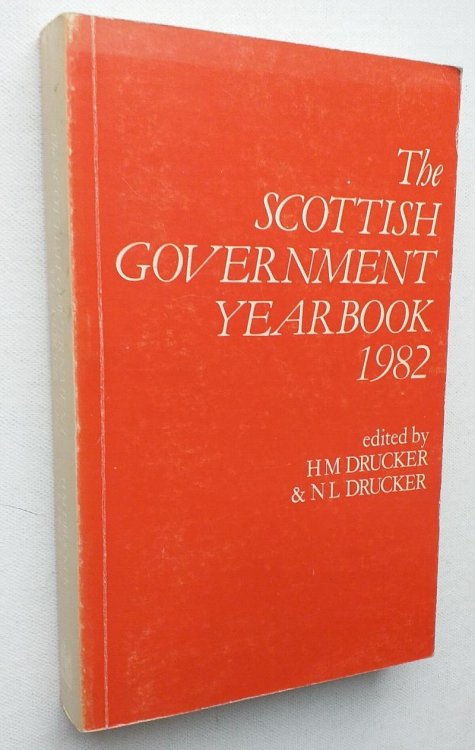 The
SCOTTISH
GOVERNMENT
YEARBOOK
1982
edited by
H M DRUCKER
& N L DRUCKER